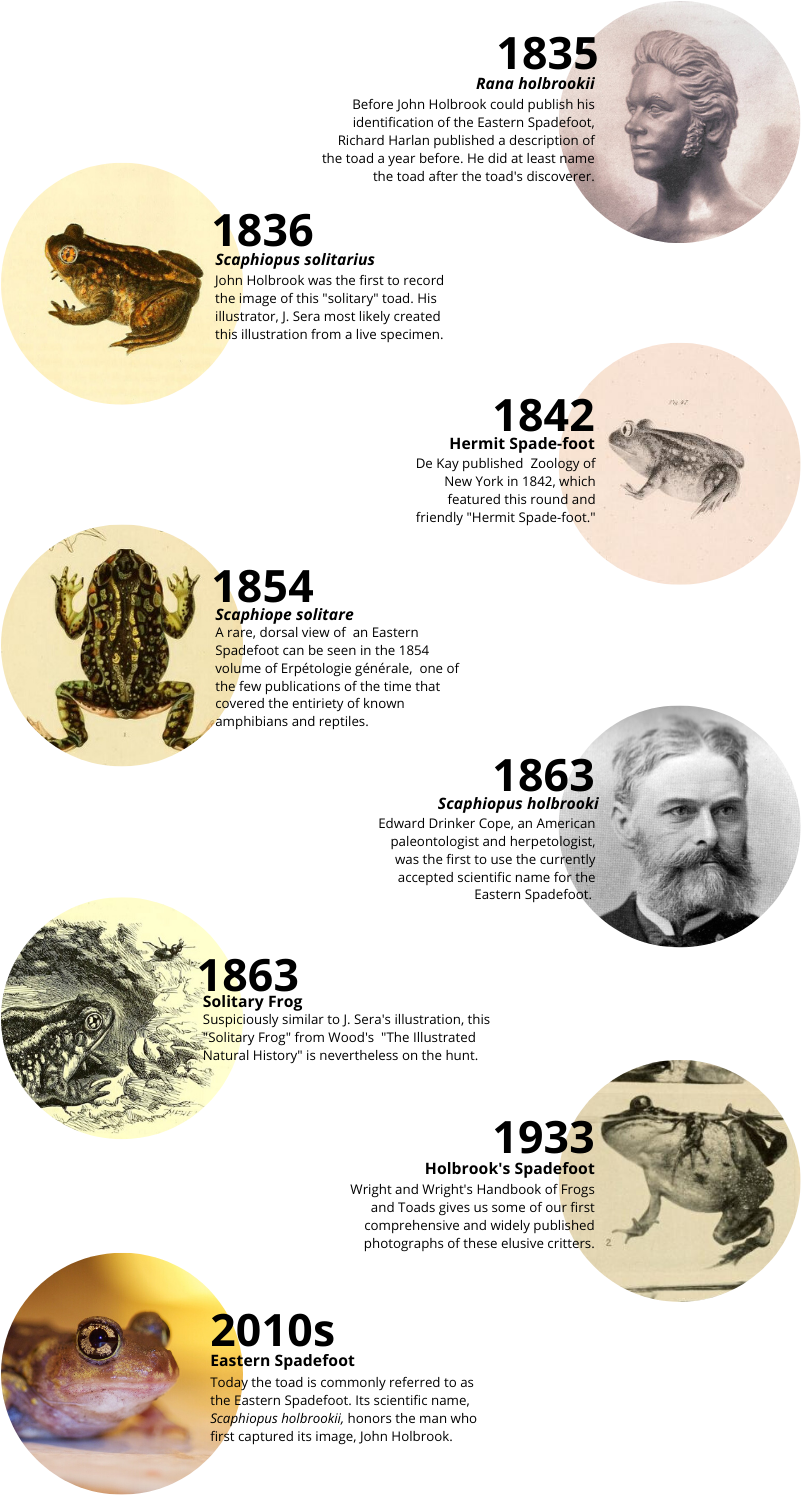 1835
Rana holbrookii
Before John Holbrook could publish his
identification of the Eastern Spadefoot,
Richard Harlan published a description of
the toad a year before. He did at least name
the toad after the toad's discoverer.
1836
Scaphiopus solitarius
John Holbrook was the first to record
the image of this "solitary" toad. His
illustrator, J. Sera most likely created
this illustration from a live specimen.
Fig. 47.
1842
Hermit Spade-foot
De Kay published Zoology of
New York in 1842, which
featured this round and
friendly "Hermit Spade-foot."
1854
Scaphiope solitare
A rare, dorsal view of an Eastern
Spadefoot can be seen in the 1854
volume of Erpétologie générale, one of
the few publications of the time that
covered the entiriety of known
amphibians and reptiles.
1863
Scaphiopus holbrooki
Edward Drinker Cope, an American
paleontologist and herpetologist,
was the first to use the currently
accepted scientific name for the
Eastern Spadefoot.
1863
Solitary Frog
Suspiciously similar to J. Sera's illustration, this
"Solitary Frog" from Wood's "The Illustrated
Natural History" is nevertheless on the hunt.
1933
Holbrook's Spadefoot
Wright and Wright's Handbook of Frogs
and Toads gives us some of our first
comprehensive and widely published
photographs of these elusive critters.
2
2010s
Eastern Spadefoot
Today the toad is commonly referred to as
the Eastern Spadefoot. Its scientific name,
Scaphiopus holbrookii, honors the man who
first captured its image, John Holbrook.